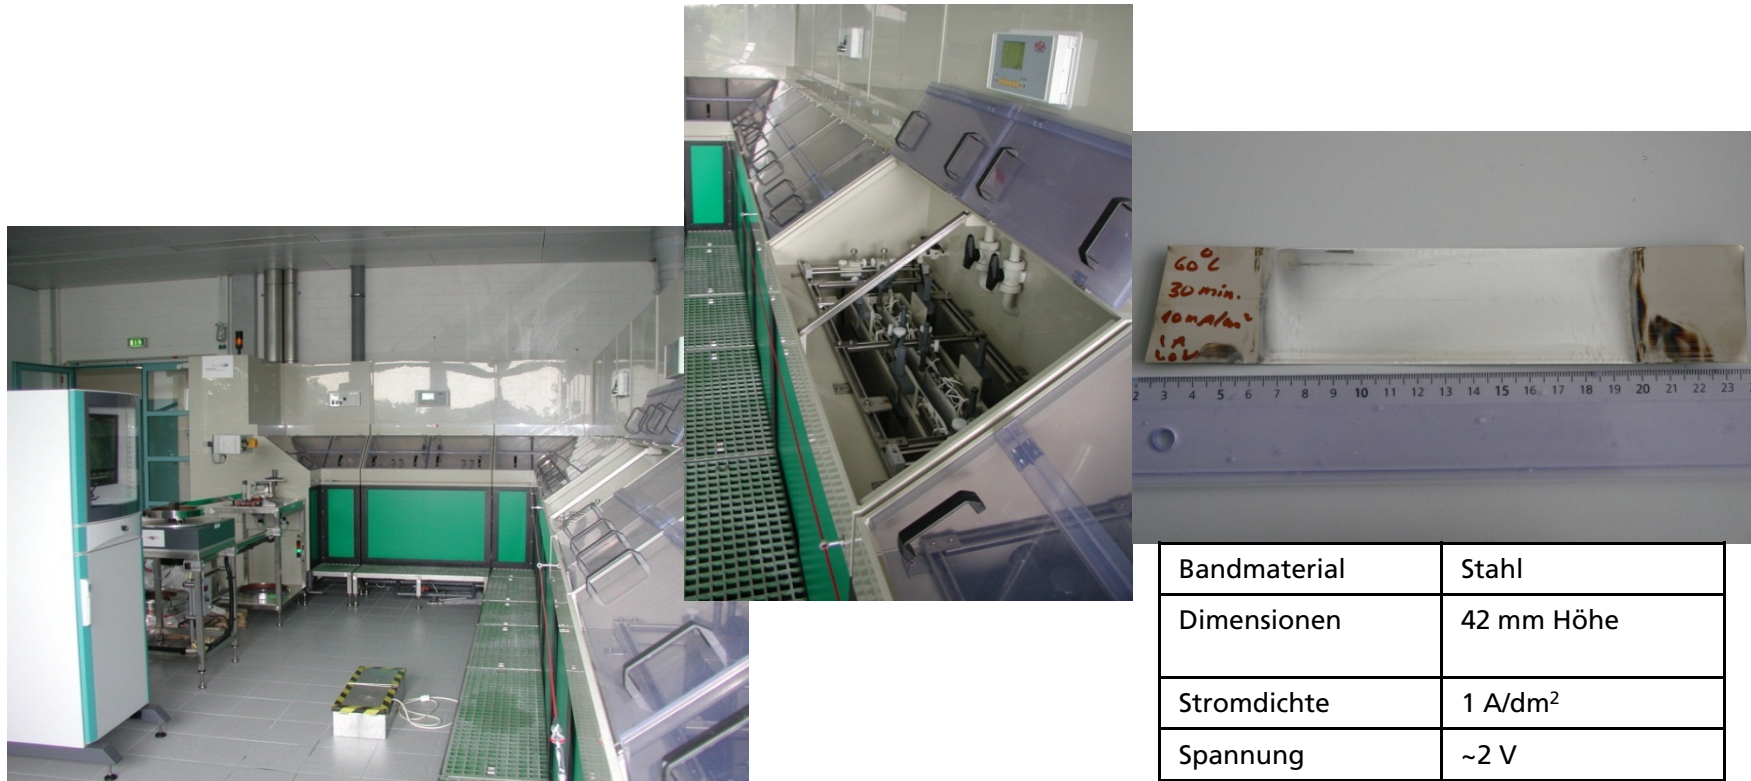 60°C
30 min.
10 mA/cm²
1A
2 3 4 5 6 7 8 9 10 11 12 13 14 15 16 17 18 19 20 21 22 23
Bandmaterial Stahl
Dimensionen 42 mm Höhe
Stromdichte 1 A/dm²
Spannung ~2 V